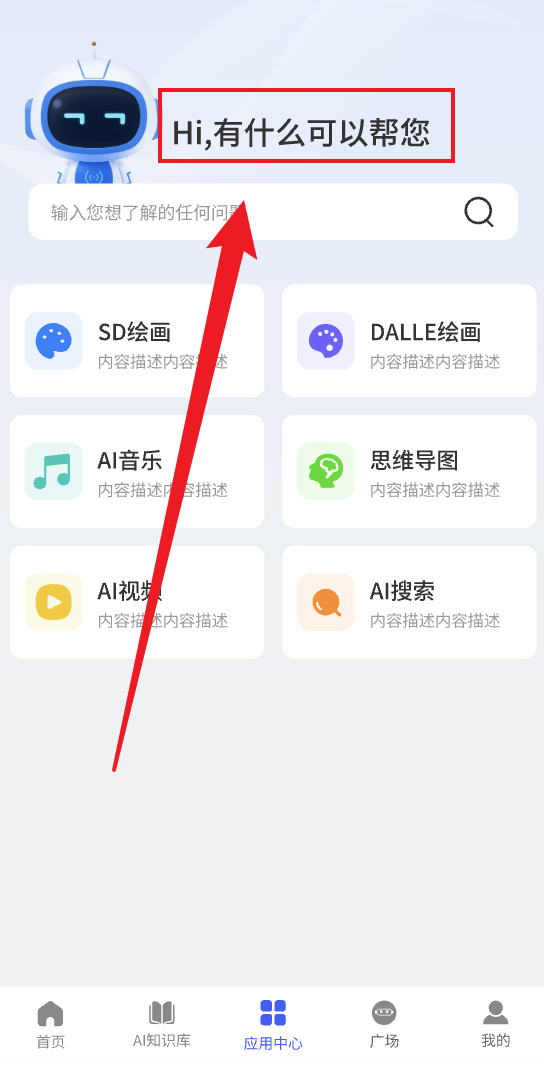 Hi,有什么可以帮您
输入您想了解的任何问题
SD绘画
内容描述内容描述
DALLE绘画
内容描述内容描述
AI音乐
内容描述内容描述
思维导图
内容描述内容描述
AI视频
内容描述内容描述
AI搜索
内容描述内容描述
首页
AI知识库
应用中心
广场
我的